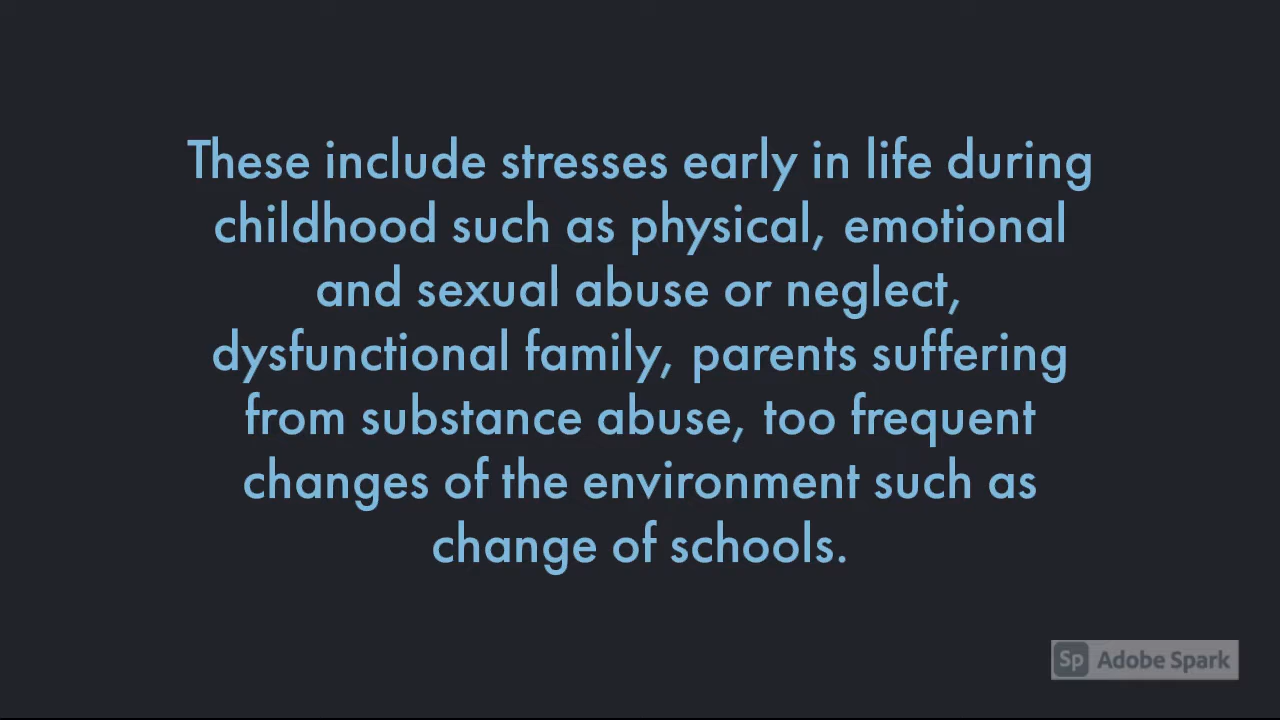 These include stresses early in life during
childhood such as physical, emotional
and sexual abuse or neglect,
dysfunctional family, parents suffering
from substance abuse, too frequent
changes of the environment such as
change of schools.
Sp Adobe Spark